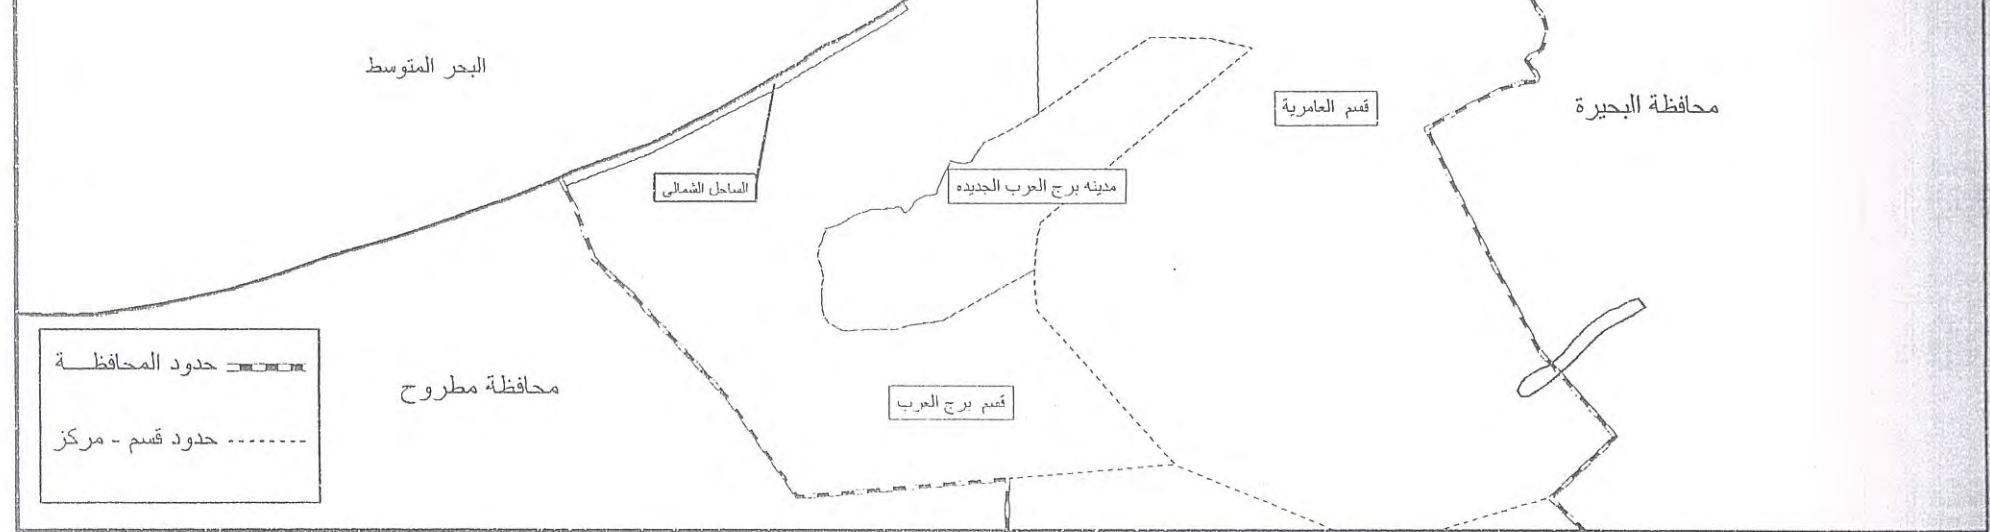 البحر المتوسط
محافظة البحيرة
قسم العامرية
مدينه برج العرب الجديده
الساحل الشمالى
حدود المحافظــة
محافظة مطروح
قسم برج العرب
حدود قسم - مركز